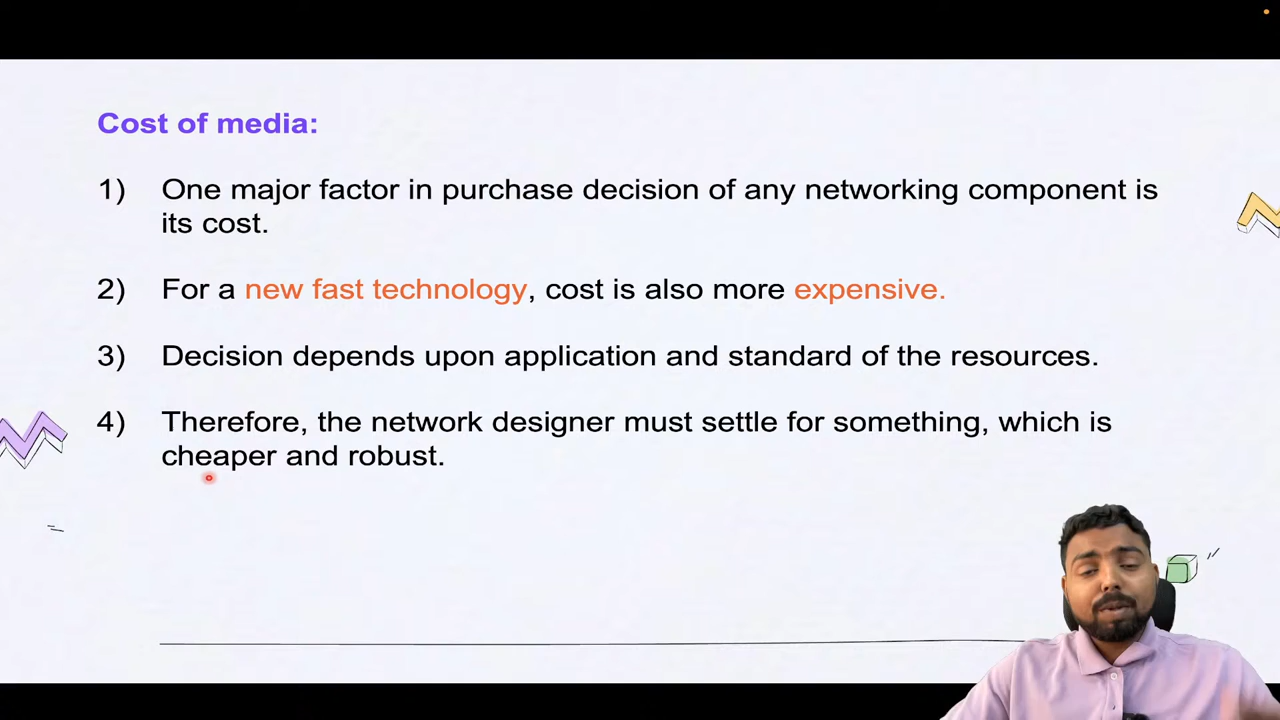 Cost of media:
1) One major factor in purchase decision of any networking component is
its cost.
2) For a new fast technology, cost is also more expensive.
3) Decision depends upon application and standard of the resources.
4) Therefore, the network designer must settle for something, which is
cheaper and robust.